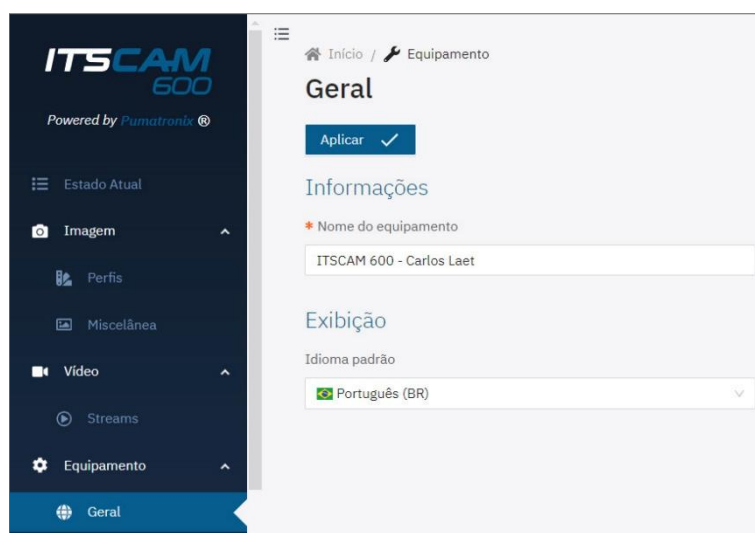 ITSCAM
600
Powered by Pumatronix ®
Estado Atual
Imagem
Perfis
Miscelânea
Vídeo
Streams
Equipamento
Geral
Início / Equipamento
Geral
Aplicar
Informações
* Nome do equipamento
ITSCAM 600 - Carlos Laet
Exibição
Idioma padrão
Português (BR)